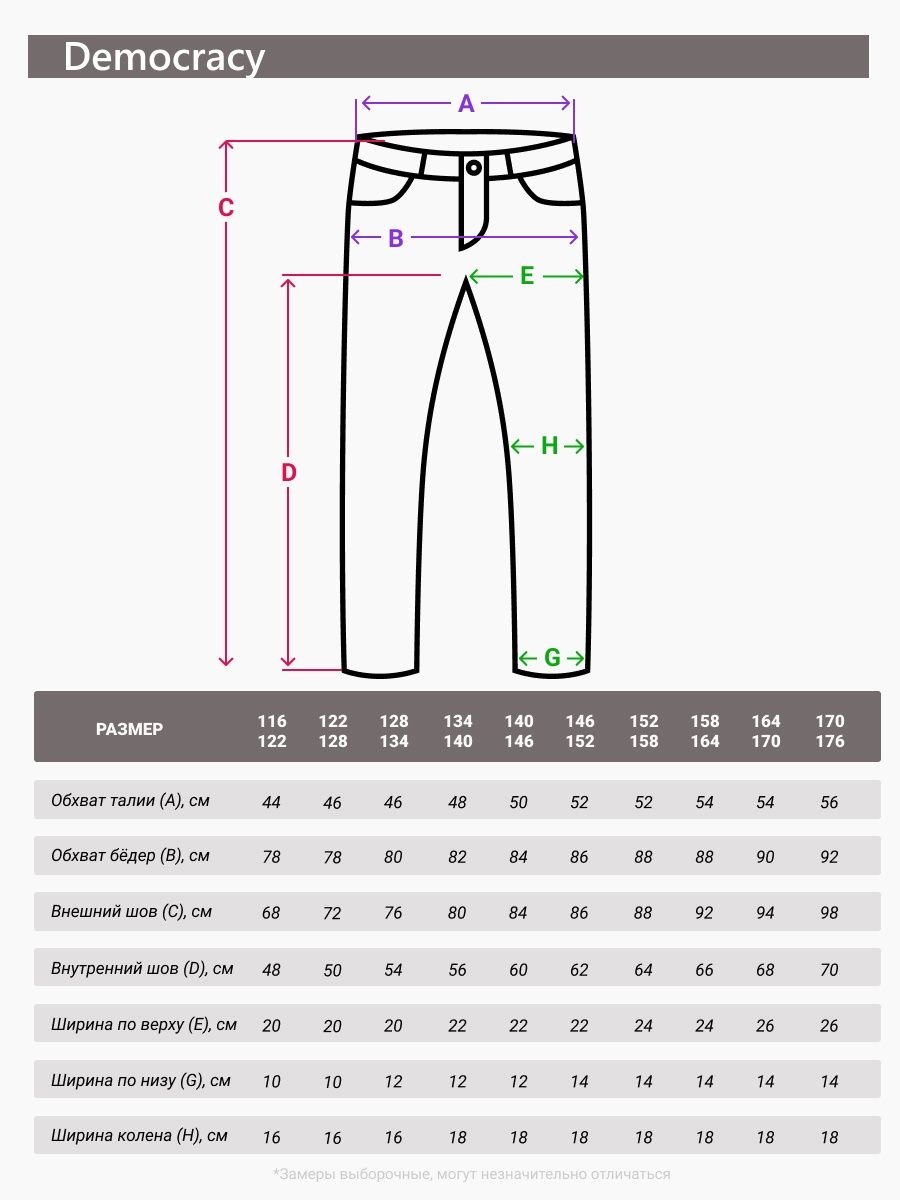 Democracy
A
C
B
E
H
D
G
РАЗМЕР 116 122 128 134 140 146 152 158 164 170
122 128 134 140 146 152 158 164 170 176
Обхват талии (A), см 44 46 46 48 50 52 52 54 54 56
Обхват бёдер (B), см 78 78 80 82 84 86 88 88 90 92
Внешний шов (C), см 68 72 76 80 84 86 88 92 94 98
Внутренний шов (D), см 48 50 54 56 60 62 64 66 68 70
Ширина по верху (E), см 20 20 20 22 22 22 24 24 26 26
Ширина по низу (G), см 10 10 12 12 12 14 14 14 14 14
Ширина колена (H), см 16 16 16 18 18 18 18 18 18 18
*Замеры выборочные, могут незначительно отличаться